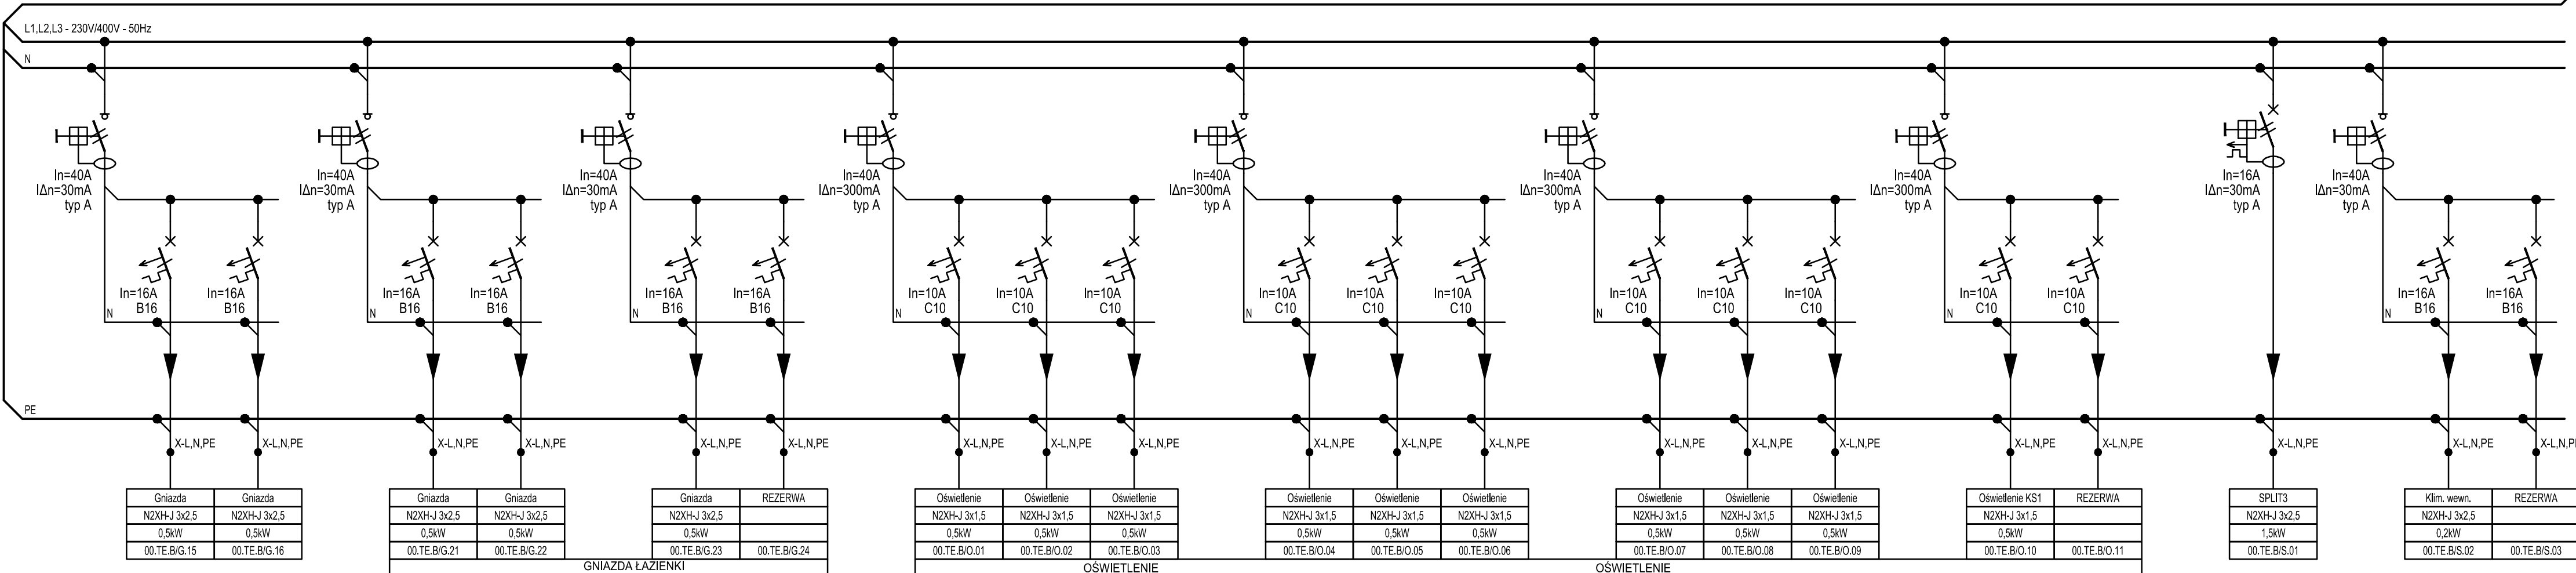 L1,L2,L3 - 230V/400V - 50Hz
N
In=40A In=40A In=40A In=40A In=40A In=40A In=40A In=16A In=40A
IΔn=30mA IΔn=30mA IΔn=30mA IΔn=300mA IΔn=300mA IΔn=300mA IΔn=300mA IΔn=30mA IΔn=30mA
typ A typ A typ A typ A typ A typ A typ A typ A typ A
In=16A In=16A In=16A In=16A In=16A In=16A In=10A In=10A In=10A In=10A In=10A In=10A In=10A In=10A In=10A In=10A In=10A In=16A In=16A
B16 B16 B16 B16 B16 B16 C10 C10 C10 C10 C10 C10 C10 C10 C10 C10 C10 B16 B16
N N N N N N N N
PE
X-L,N,PE X-L,N,PE X-L,N,PE X-L,N,PE X-L,N,PE X-L,N,PE X-L,N,PE X-L,N,PE X-L,N,PE X-L,N,PE X-L,N,PE X-L,N,PE X-L,N,PE X-L,N,PE X-L,N,PE X-L,N,PE X-L,N,PE X-L,N,PE X-L,N,PE
Gniazda Gniazda Gniazda Gniazda Gniazda REZERWA Oświetlenie Oświetlenie Oświetlenie Oświetlenie Oświetlenie Oświetlenie Oświetlenie Oświetlenie Oświetlenie Oświetlenie KS1 REZERWA SPLIT3 Klim. wewn. REZERWA
N2XH-J 3x2,5 N2XH-J 3x2,5 N2XH-J 3x2,5 N2XH-J 3x2,5 N2XH-J 3x2,5 N2XH-J 3x1,5 N2XH-J 3x1,5 N2XH-J 3x1,5 N2XH-J 3x1,5 N2XH-J 3x1,5 N2XH-J 3x1,5 N2XH-J 3x1,5 N2XH-J 3x1,5 N2XH-J 3x1,5 N2XH-J 3x1,5 N2XH-J 3x2,5 N2XH-J 3x2,5
0,5kW 0,5kW 0,5kW 0,5kW 0,5kW 0,5kW 0,5kW 0,5kW 0,5kW 0,5kW 0,5kW 0,5kW 0,5kW 0,5kW 0,5kW 1,5kW 0,2kW
00.TE.B/G.15 00.TE.B/G.16 00.TE.B/G.21 00.TE.B/G.22 00.TE.B/G.23 00.TE.B/G.24 00.TE.B/O.01 00.TE.B/O.02 00.TE.B/O.03 00.TE.B/O.04 00.TE.B/O.05 00.TE.B/O.06 00.TE.B/O.07 00.TE.B/O.08 00.TE.B/O.09 00.TE.B/O.10 00.TE.B/O.11 00.TE.B/S.01 00.TE.B/S.02 00.TE.B/S.03
GNIAZDA ŁAZIENKI OŚWIETLENIE OŚWIETLENIE